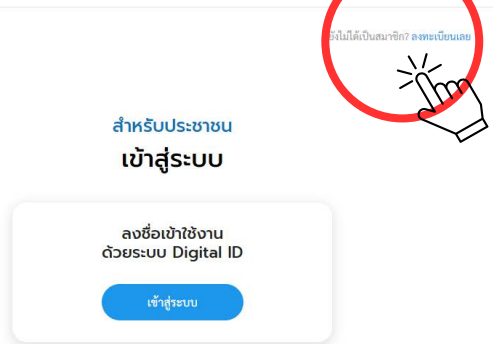 ยังไม่ได้เป็นสมาชิก? ลงทะเบียนเลย
สำหรับประชาชน
เข้าสู่ระบบ
ลงชื่อเข้าใช้งาน
ด้วยระบบ Digital ID
เข้าสู่ระบบ